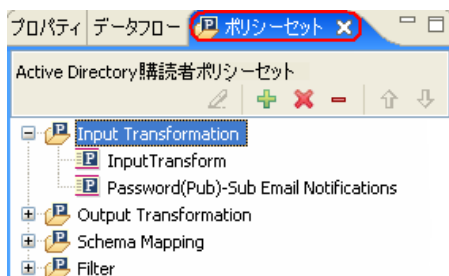 プロパティ データフロー ポリシーセット
Active Directory購読者ポリシーセット
Input Transformation
InputTransform
Password(Pub)-Sub Email Notifications
Output Transformation
Schema Mapping
Filter